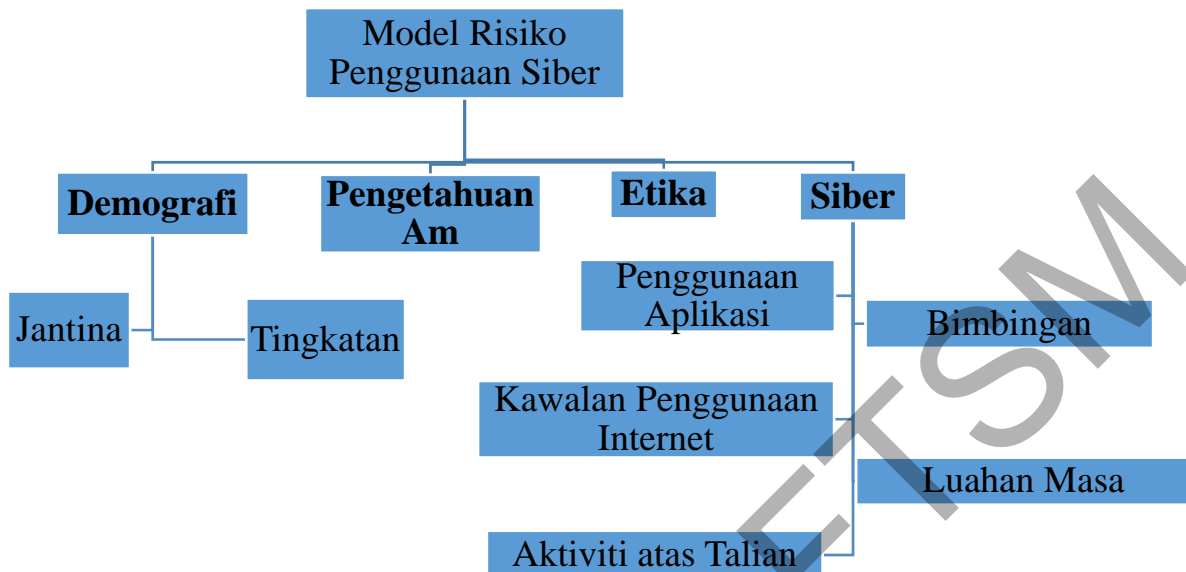 Model Risiko
Penggunaan Siber
Demografi
Pengetahuan
Am
Etika
Siber
Jantina
Tingkatan
Penggunaan
Aplikasi
Bimbingan
Kawalan Penggunaan
Internet
Luahan Masa
Aktiviti atas Talian
ETSM